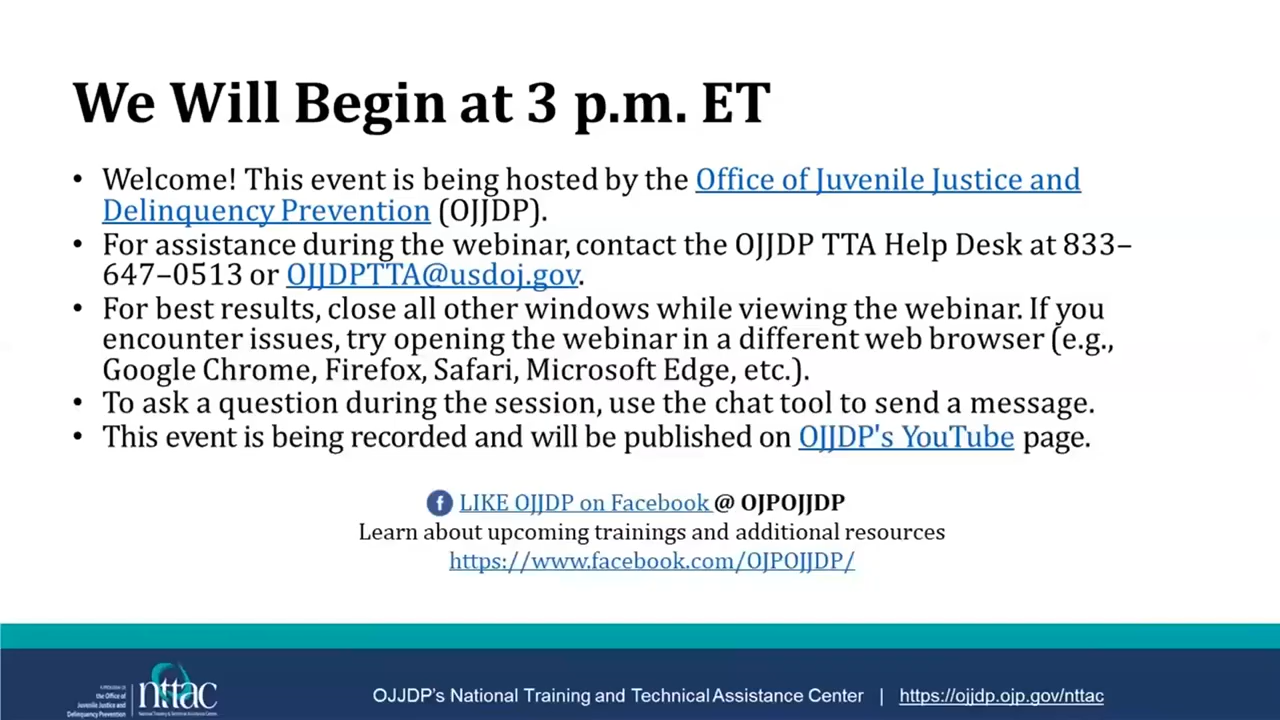 We Will Begin at 3 p.m. ET
• Welcome! This event is being hosted by the Office of Juvenile Justice and
Delinquency Prevention (OJJDP).
• For assistance during the webinar, contact the OJJDP TTA Help Desk at 833–
647–0513 or OJJDPTTA@usdoj.gov.
• For best results, close all other windows while viewing the webinar. If you
encounter issues, try opening the webinar in a different web browser (e.g.,
Google Chrome, Firefox, Safari, Microsoft Edge, etc.).
• To ask a question during the session, use the chat tool to send a message.
• This event is being recorded and will be published on OJJDP's YouTube page.
LIKE OJJDP on Facebook @ OJPOJJDP
Learn about upcoming trainings and additional resources
https://www.facebook.com/OJPOJJDP/
A PROGRAM OF
the Office of
Juvenile Justice and
Delinquency Prevention
nttac
National Training & Technical Assistance Center
OJJDP's National Training and Technical Assistance Center | https://ojjdp.ojp.gov/nttac